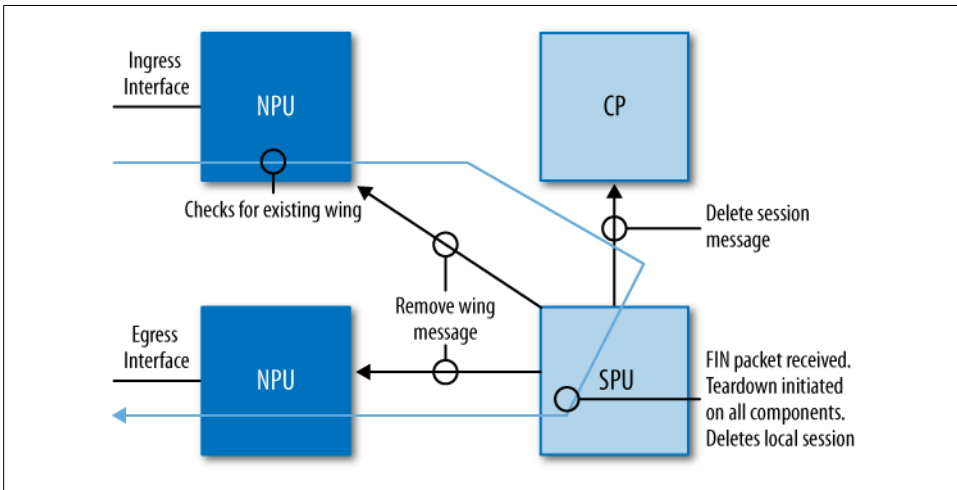 Ingress
Interface
NPU
CP
Checks for existing wing
Delete session
message
Remove wing
message
Egress
Interface
NPU
SPU
FIN packet received.
Teardown initiated
on all components.
Deletes local session